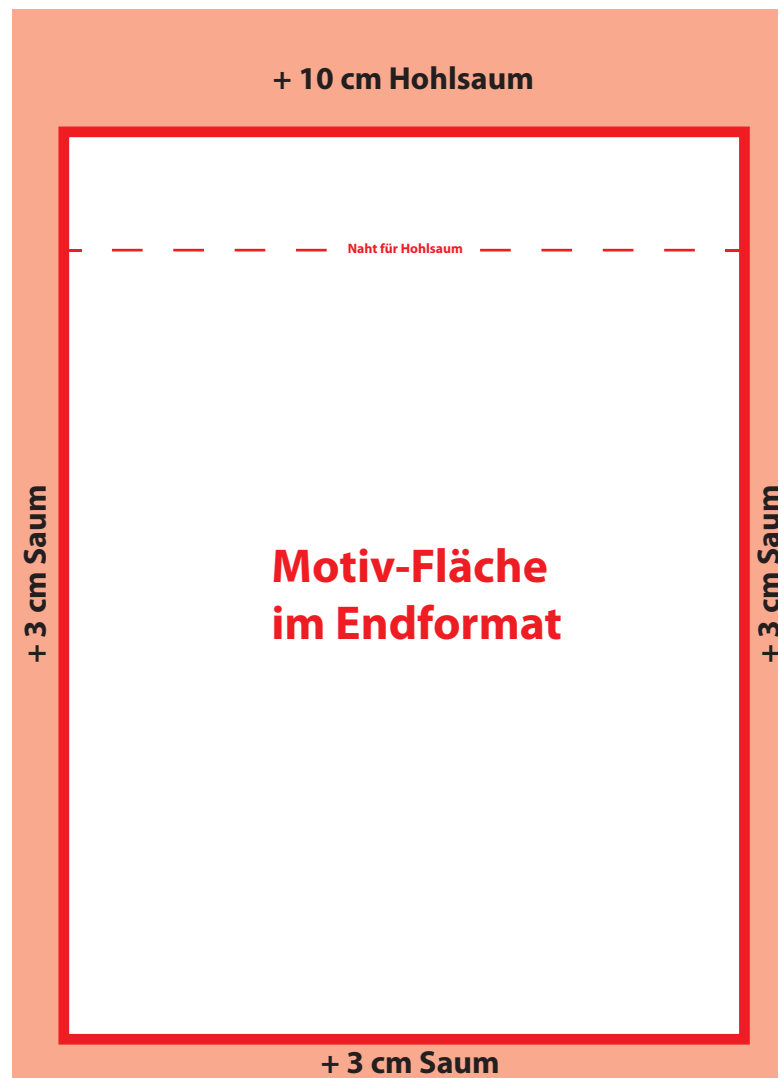 + 10 cm Hohlsaum
Naht für Hohlsaum
+ 3 cm Saum
+ 3 cm Saum
Motiv-Fläche
im Endformat
+ 3 cm Saum